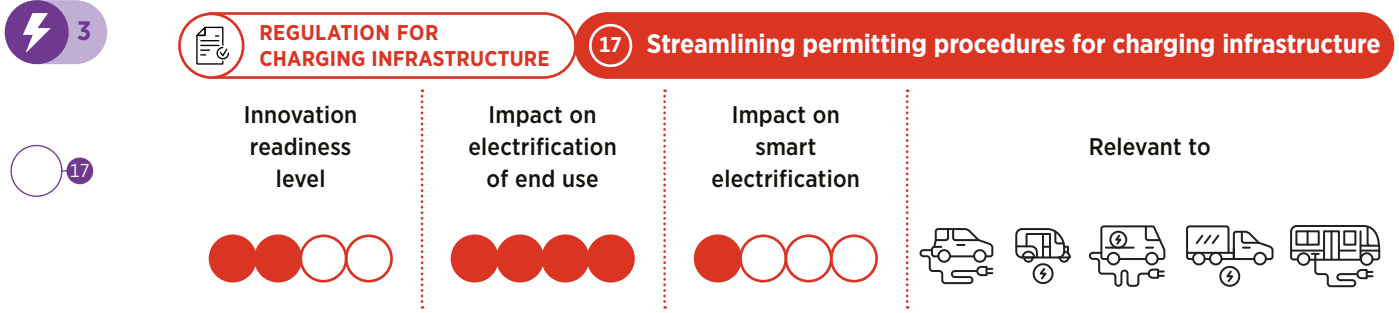 3
REGULATION FOR
CHARGING INFRASTRUCTURE
17 Streamlining permitting procedures for charging infrastructure
Innovation
readiness
level
Impact on
electrification
of end use
Impact on
smart
electrification
Relevant to
17